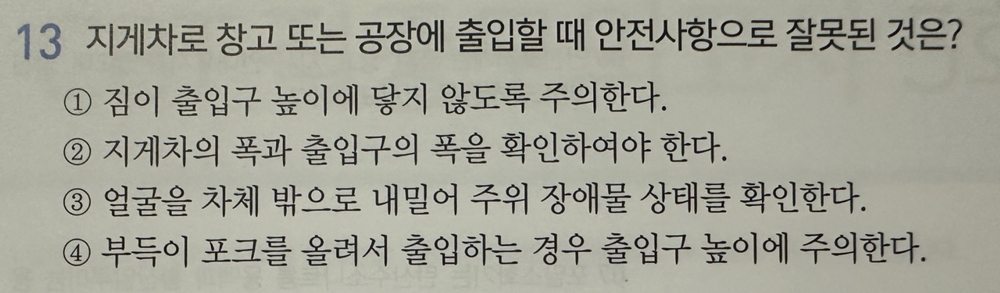 13 지게차로 창고 또는 공장에 출입할 때 안전사항으로 잘못된 것은?
① 짐이 출입구 높이에 닿지 않도록 주의한다.
② 지게차의 폭과 출입구의 폭을 확인하여야 한다.
③ 얼굴을 차체 밖으로 내밀어 주위 장애물 상태를 확인한다.
④ 부득이 포크를 올려서 출입하는 경우 출입구 높이에 주의한다.